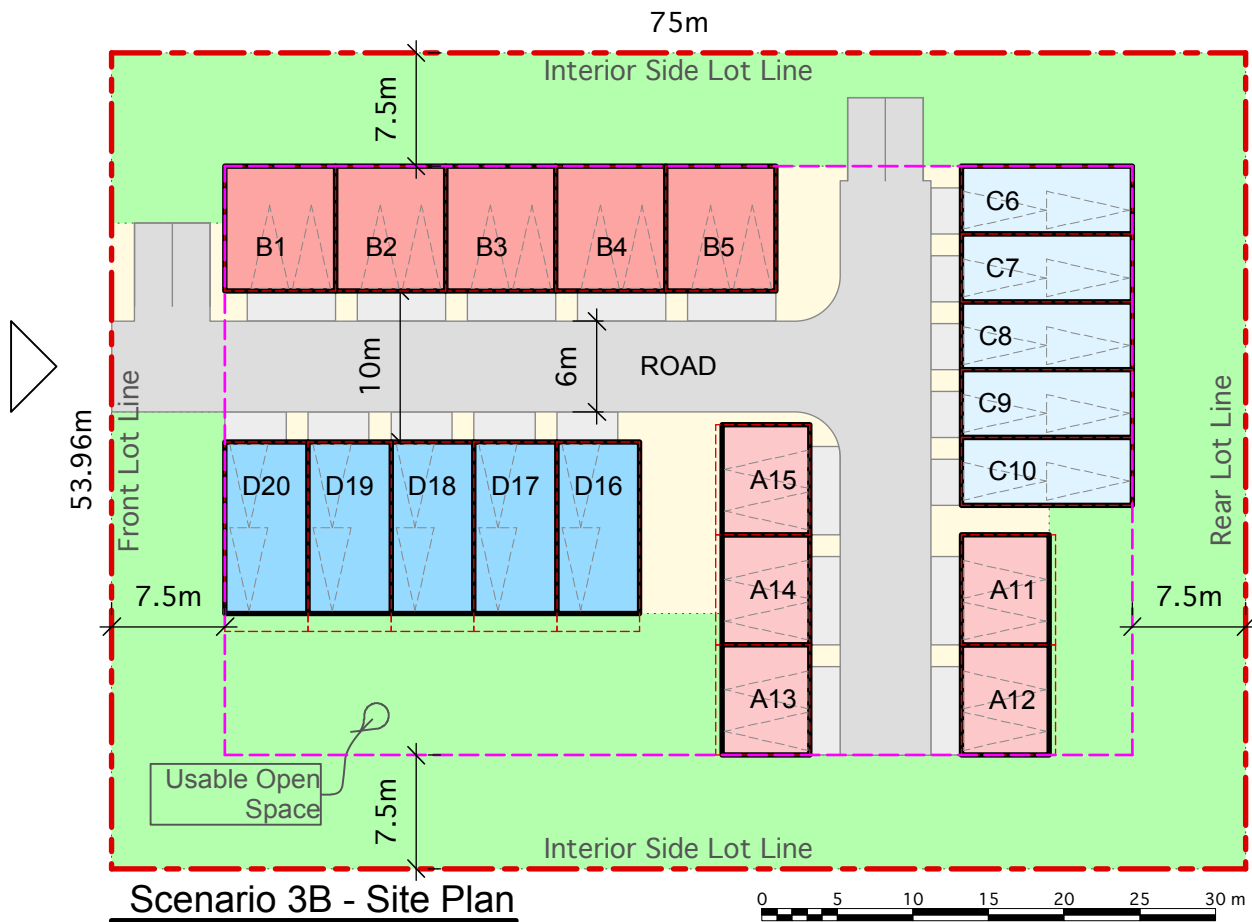 75m
Interior Side Lot Line
7.5m
B1 B2 B3 B4 B5
C6
C7
C8
C9
C10
10m
6m
ROAD
53.96m
Front Lot Line
Rear Lot Line
D20 D19 D18 D17 D16
A15
A14
A13
A11
A12
7.5m
7.5m
Usable Open
Space
7.5m
Interior Side Lot Line
Scenario 3B - Site Plan
0 5 10 15 20 25 30 m